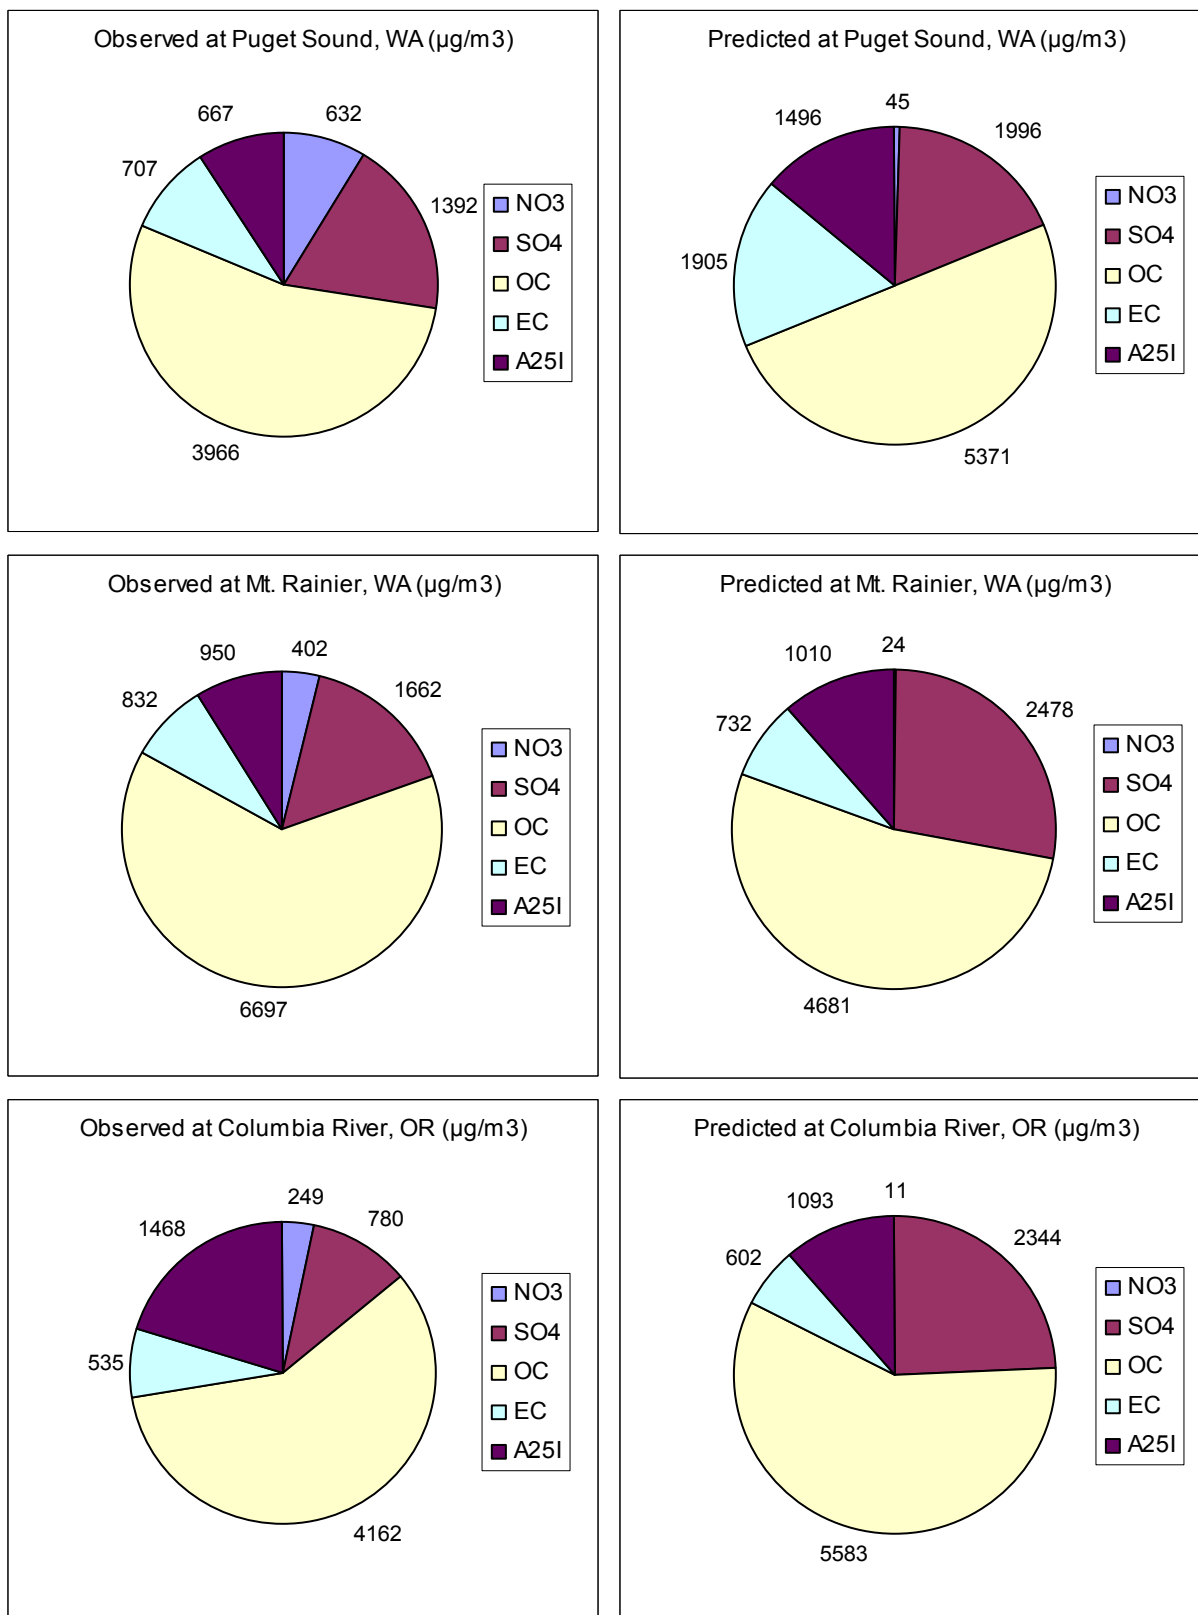 Observed at Puget Sound, WA (µg/m3)
667
632
707
1392
3966
NO3
SO4
OC
EC
A25I
Predicted at Puget Sound, WA (µg/m3)
45
1496
1996
1905
5371
NO3
SO4
OC
EC
A25I
Observed at Mt. Rainier, WA (µg/m3)
950
402
832
1662
6697
NO3
SO4
OC
EC
A25I
Predicted at Mt. Rainier, WA (µg/m3)
24
1010
732
2478
4681
NO3
SO4
OC
EC
A25I
Observed at Columbia River, OR (µg/m3)
249
1468
780
535
4162
NO3
SO4
OC
EC
A25I
Predicted at Columbia River, OR (µg/m3)
11
1093
602
2344
5583
NO3
SO4
OC
EC
A25I